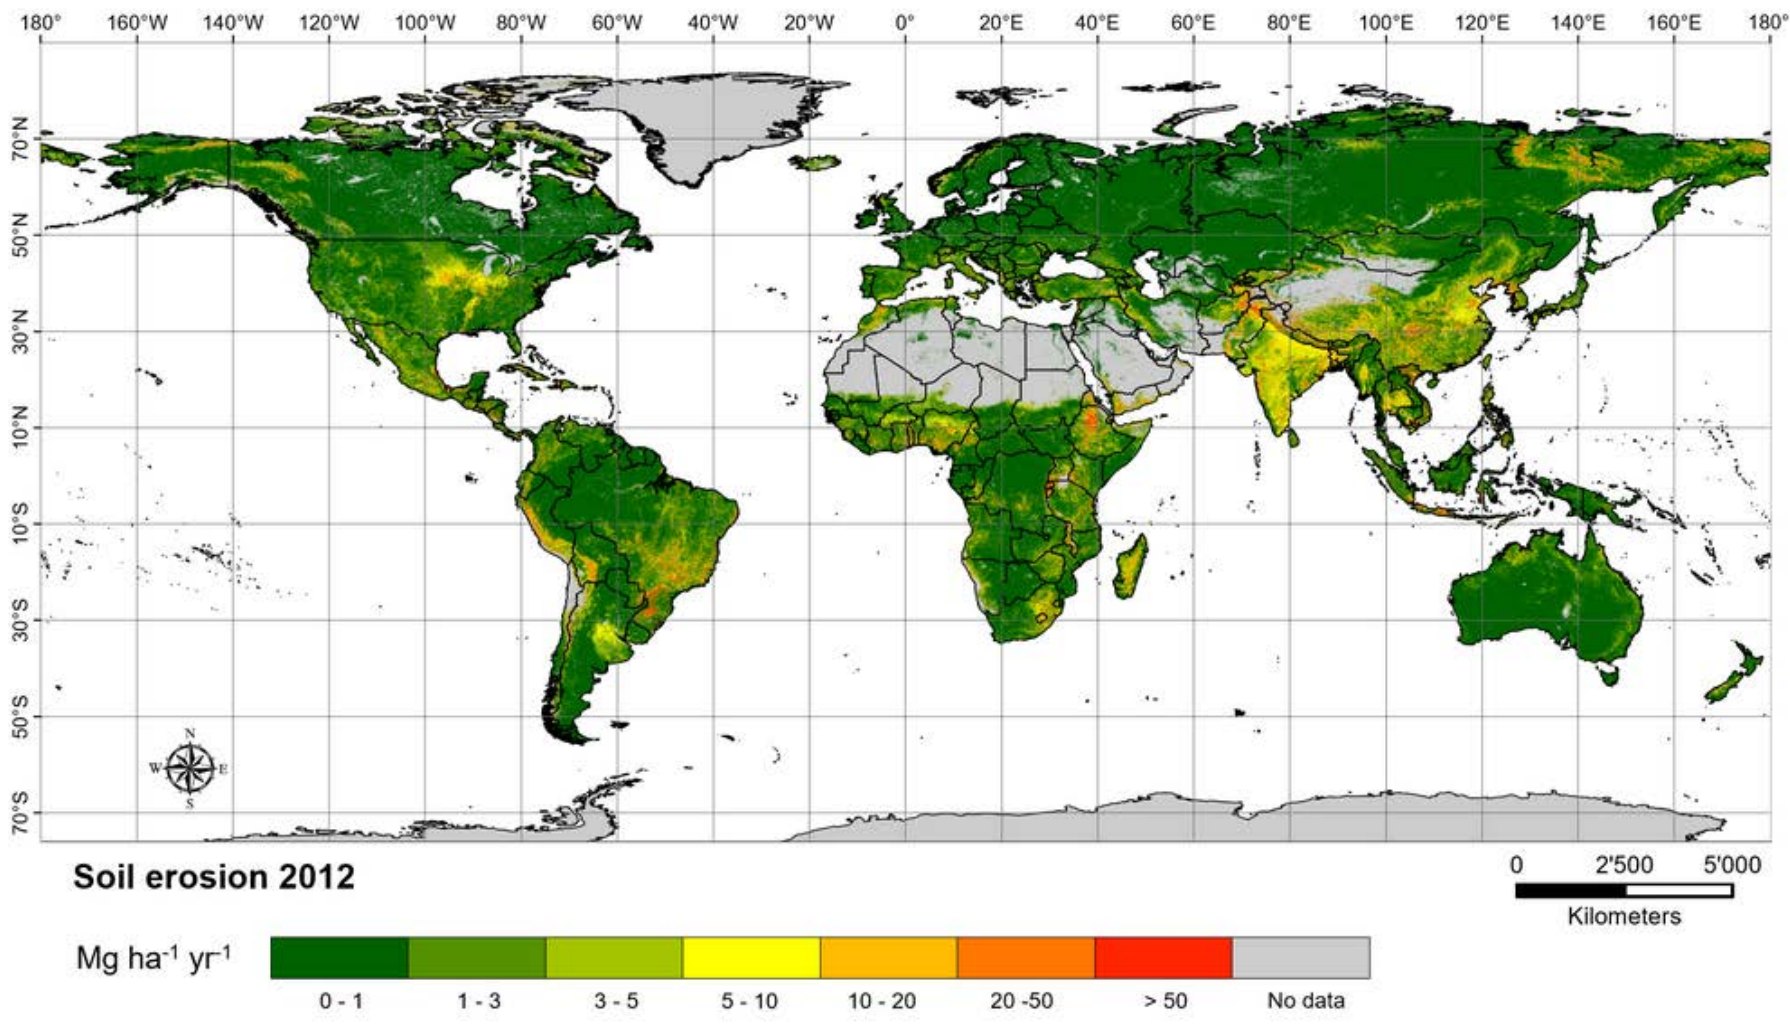 180° 160°W 140°W 120°W 100°W 80°W 60°W 40°W 20°W 0° 20°E 40°E 60°E 80°E 100°E 120°E 140°E 160°E 180°
70°N
50°N
30°N
10°N
10°S
30°S
50°S
70°S
N
W E
S
Soil erosion 2012
0 2'500 5'000
Kilometers
Mg ha⁻¹ yr⁻¹
0 - 1 1 - 3 3 - 5 5 - 10 10 - 20 20 -50 > 50 No data